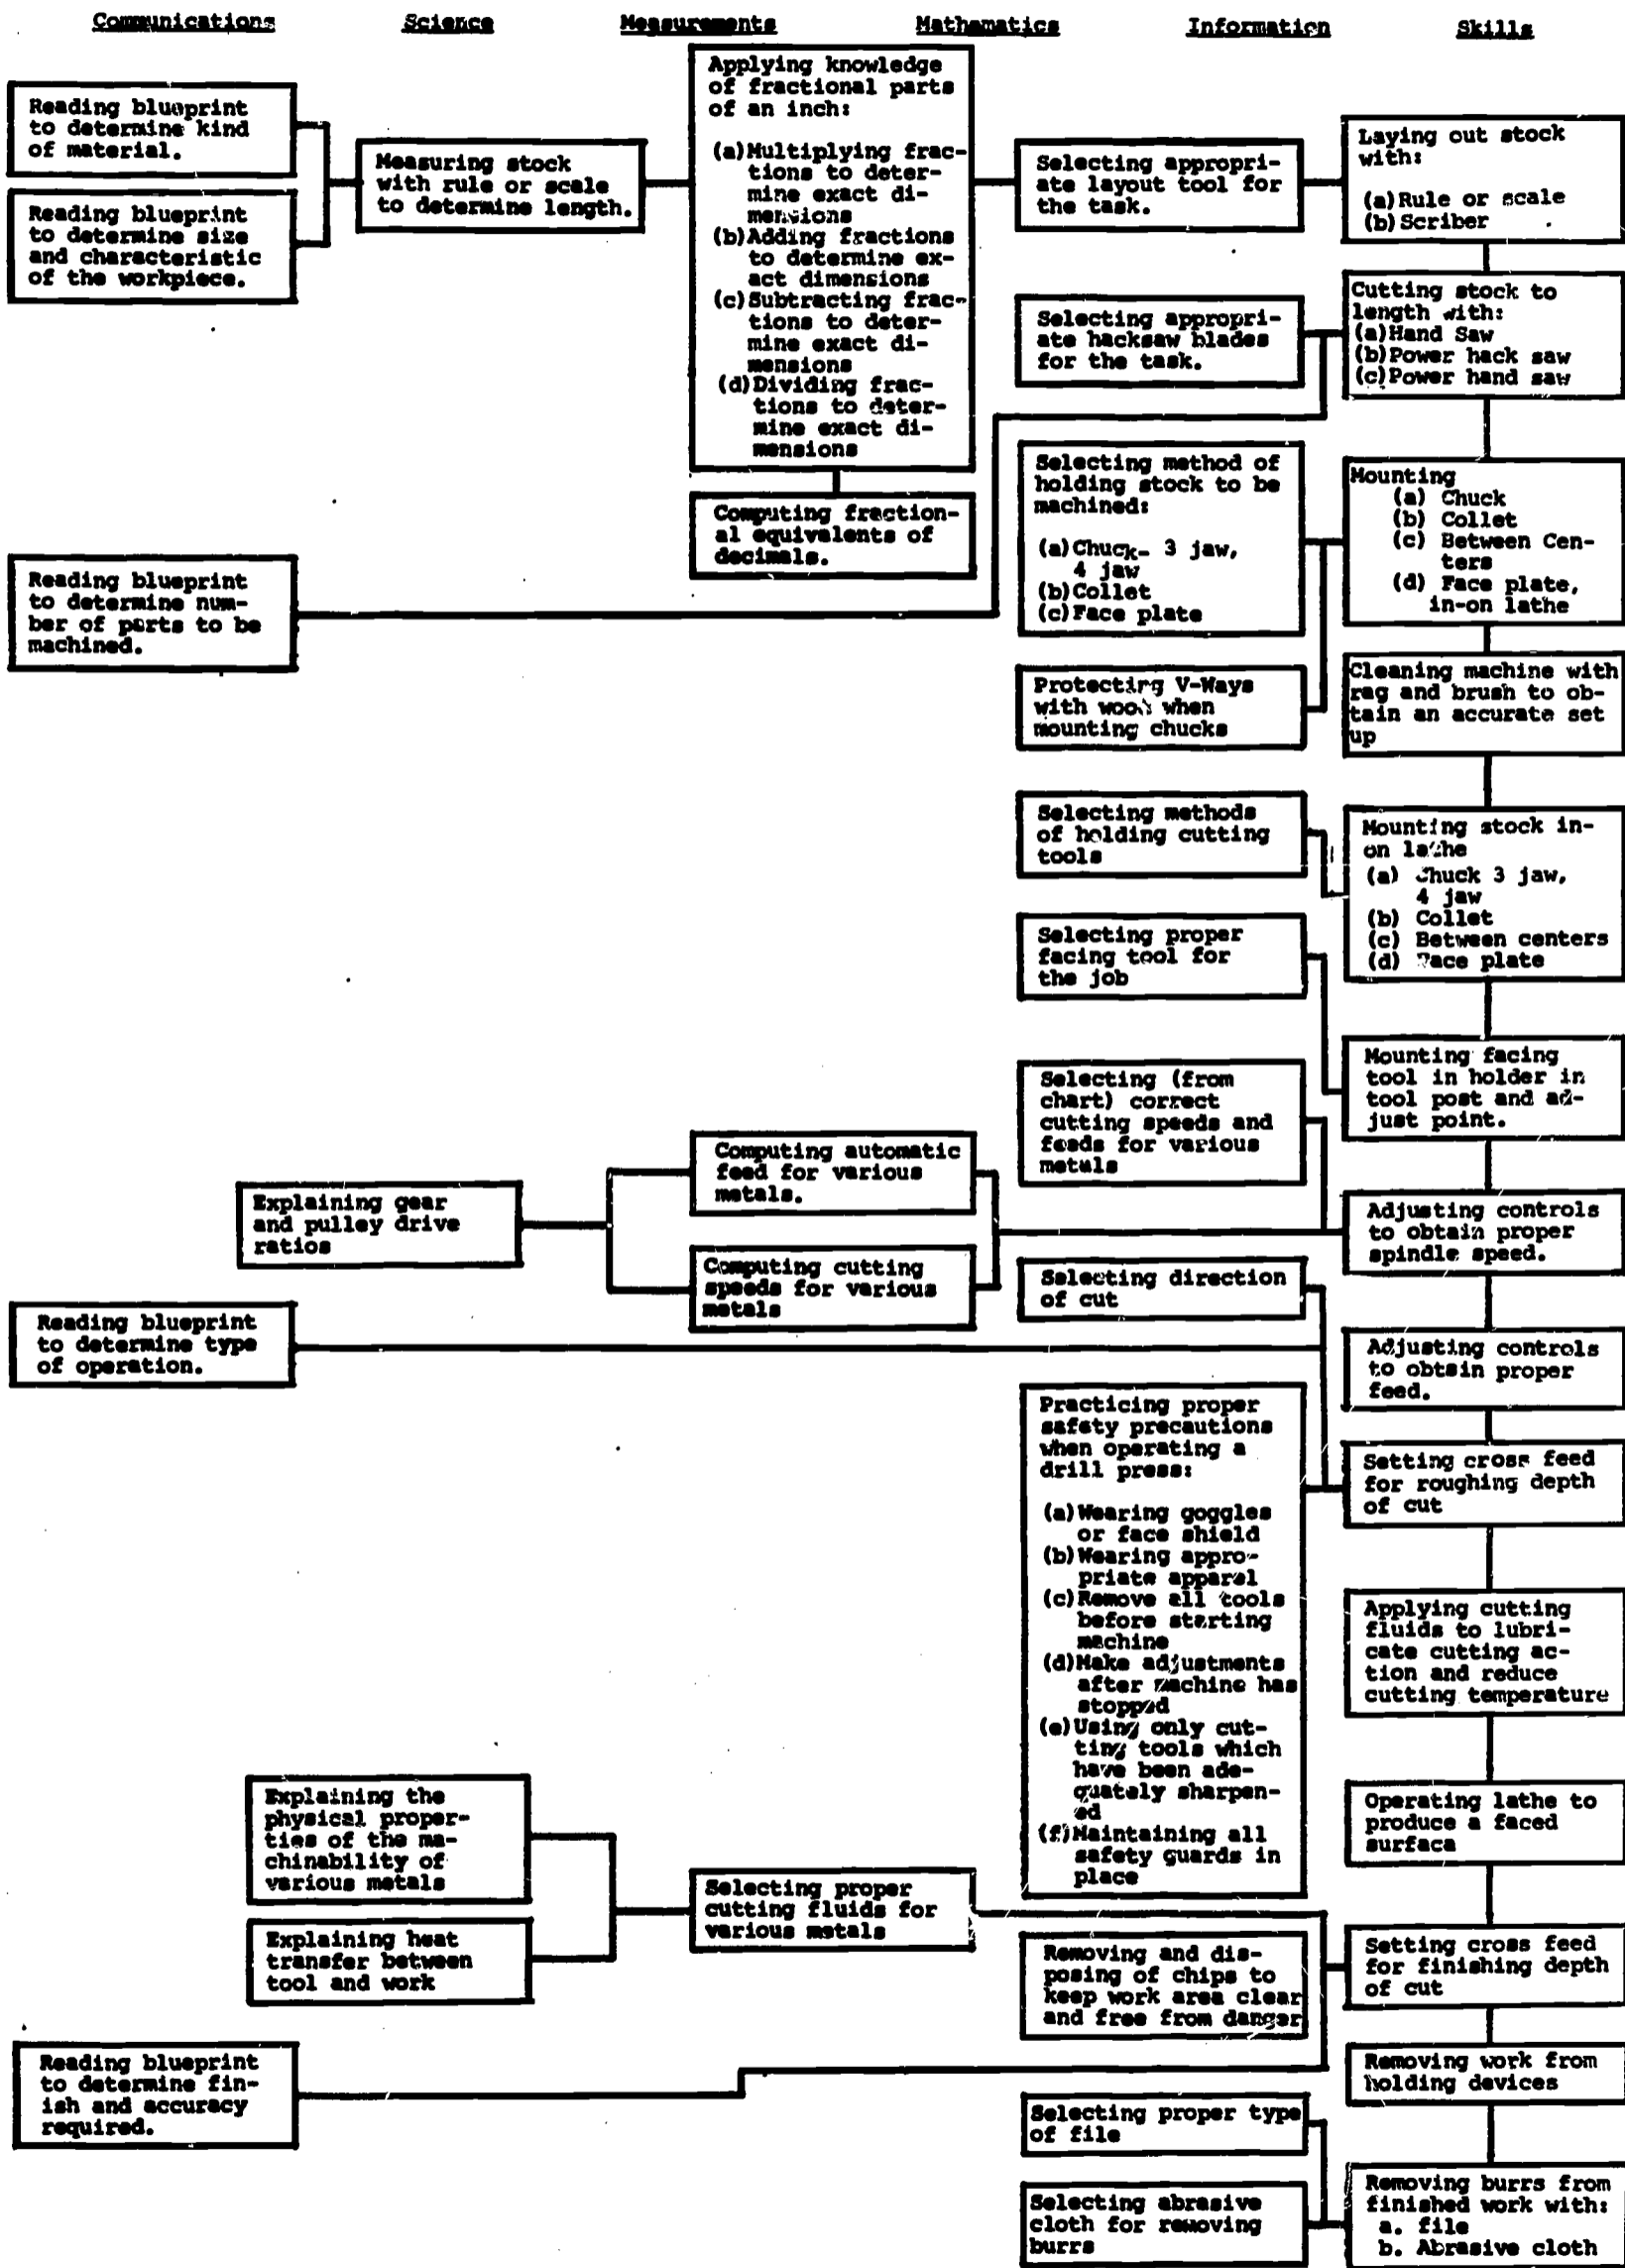 Communications Science Measurements Mathematics Information Skills
Reading blueprint
to determine kind
of material.
Reading blueprint
to determine size
and characteristic
of the workpiece.
Measuring stock
with rule or scale
to determine length.
Applying knowledge
of fractional parts
of an inch:
(a)Multiplying frac-
tions to deter-
mine exact di-
mensions
(b)Adding fractions
to determine ex-
act dimensions
(c)Subtracting frac-
tions to deter-
mine exact di-
mensions
(d)Dividing frac-
tions to deter-
mine exact di-
mensions
Computing fraction-
al equivalents of
decimals.
Selecting appropri-
ate layout tool for
the task.
Laying out stock
with:
(a)Rule or scale
(b)Scriber
Selecting appropri-
ate hacksaw blades
for the task.
Cutting stock to
length with:
(a)Hand Saw
(b)Power hack saw
(c)Power hand saw
Reading blueprint
to determine num-
ber of parts to be
machined.
Selecting method of
holding stock to be
machined:
(a)Chuck- 3 jaw,
4 jaw
(b)Collet
(c)Face plate
Mounting
(a) Chuck
(b) Collet
(c) Between Cen-
ters
(d) Face plate,
in-on lathe
Protecting V-Ways
with wood when
mounting chucks
Cleaning machine with
rag and brush to ob-
tain an accurate set
up
Selecting methods
of holding cutting
tools
Mounting stock in-
on lathe
(a) Chuck 3 jaw,
4 jaw
(b) Collet
(c) Between centers
(d) Face plate
Selecting proper
facing tool for
the job
Mounting facing
tool in holder in
tool post and ad-
just point.
Selecting (from
chart) correct
cutting speeds and
feeds for various
metals
Explaining gear
and pulley drive
ratios
Computing automatic
feed for various
metals.
Computing cutting
speeds for various
metals
Adjusting controls
to obtain proper
spindle speed.
Selecting direction
of cut
Reading blueprint
to determine type
of operation.
Adjusting controls
to obtain proper
feed.
Practicing proper
safety precautions
when operating a
drill press:
(a)Wearing goggles
or face shield
(b)Wearing appro-
priate apparel
(c)Remove all tools
before starting
machine
(d)Make adjustments
after machine has
stopped
(e)Using only cut-
ting tools which
have been ade-
quately sharpen-
ed
(f)Maintaining all
safety guards in
place
Setting cross feed
for roughing depth
of cut
Applying cutting
fluids to lubri-
cate cutting ac-
tion and reduce
cutting temperature
Explaining the
physical proper-
ties of the ma-
chinability of
various metals
Explaining heat
transfer between
tool and work
Selecting proper
cutting fluids for
various metals
Operating lathe to
produce a faced
surface
Removing and dis-
posing of chips to
keep work area clear
and free from danger
Setting cross feed
for finishing depth
of cut
Reading blueprint
to determine fin-
ish and accuracy
required.
Removing work from
holding devices
Selecting proper type
of file
Selecting abrasive
cloth for removing
burrs
Removing burrs from
finished work with:
a. file
b. Abrasive cloth